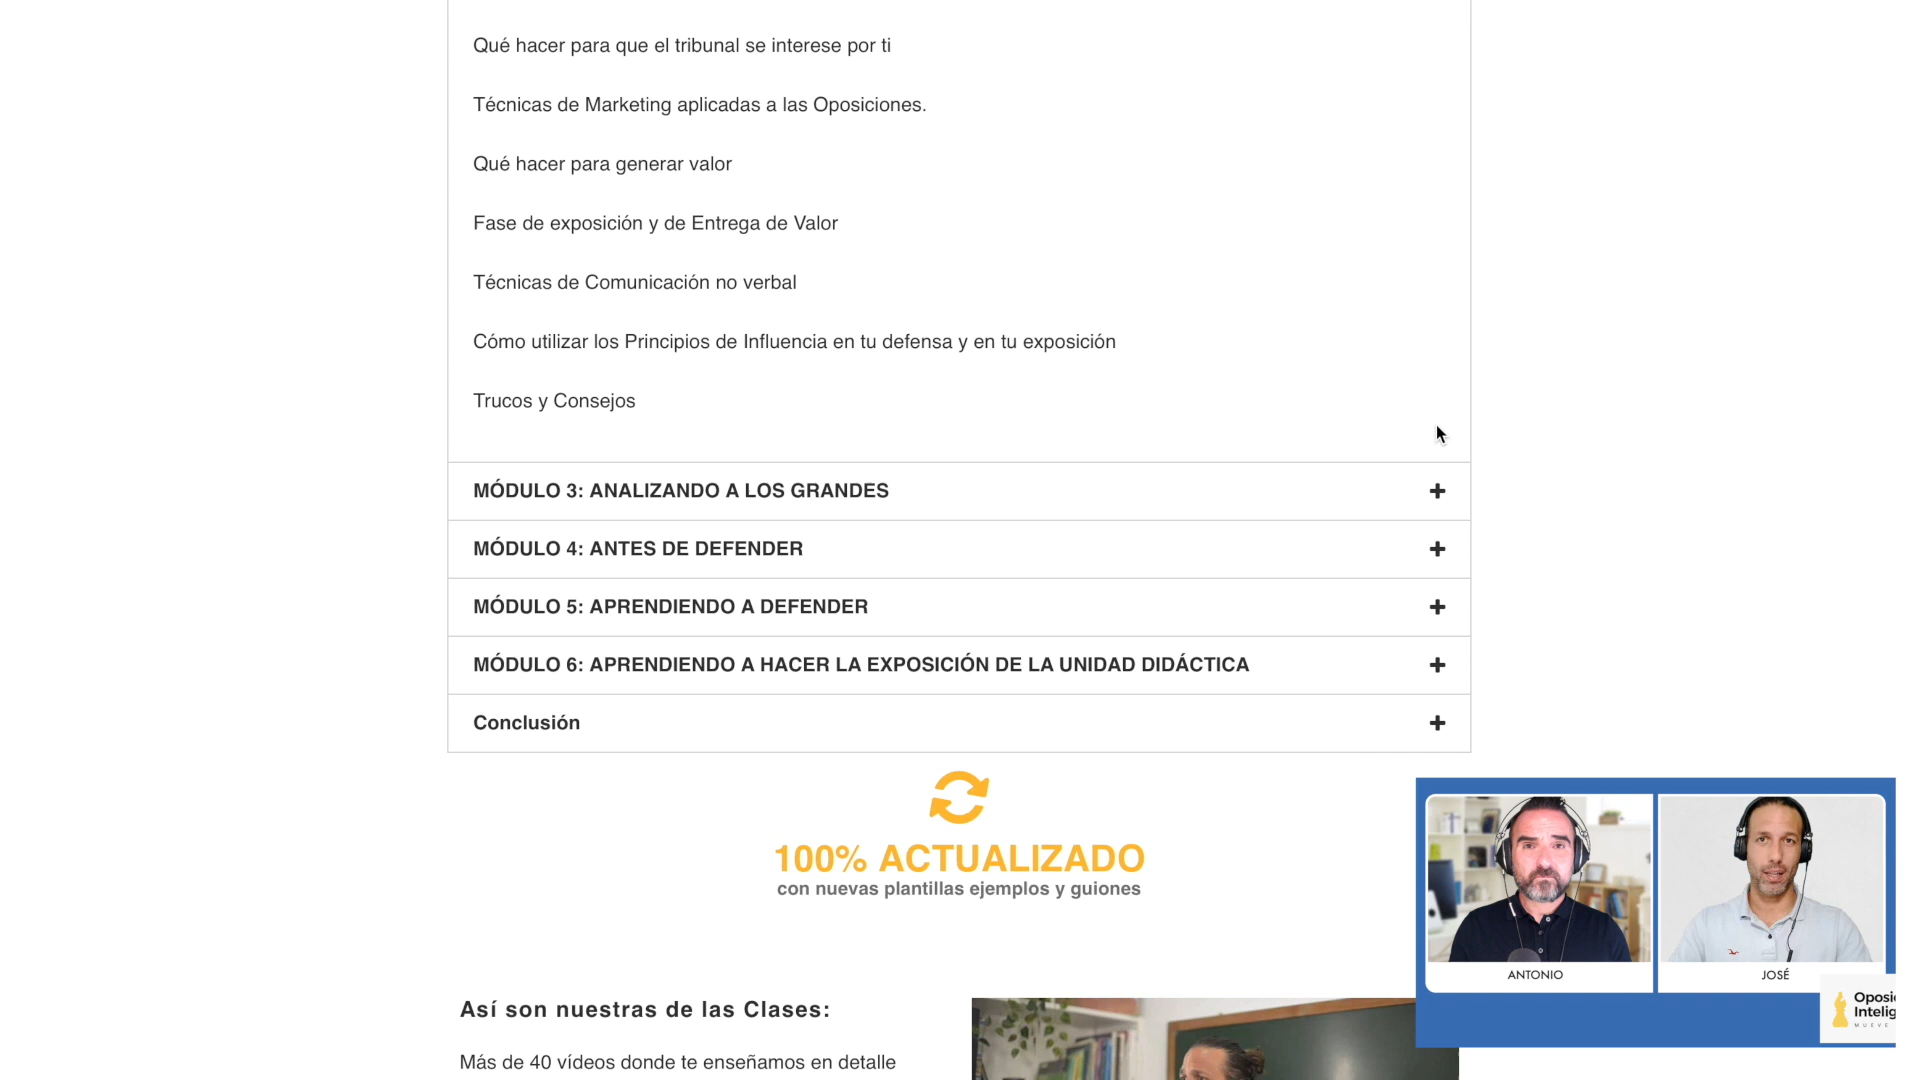 Qué hacer para que el tribunal se interese por ti
Técnicas de Marketing aplicadas a las Oposiciones.
Qué hacer para generar valor
Fase de exposición y de Entrega de Valor
Técnicas de Comunicación no verbal
Cómo utilizar los Principios de Influencia en tu defensa y en tu exposición
Trucos y Consejos
MÓDULO 3: ANALIZANDO A LOS GRANDES
MÓDULO 4: ANTES DE DEFENDER
MÓDULO 5: APRENDIENDO A DEFENDER
MÓDULO 6: APRENDIENDO A HACER LA EXPOSICIÓN DE LA UNIDAD DIDÁCTICA
Conclusión
100% ACTUALIZADO
con nuevas plantillas ejemplos y guiones
ANTONIO
JOSÉ
Oposi
Intelig
MUEVE
Así son nuestras de las Clases:
Más de 40 vídeos donde te enseñamos en detalle